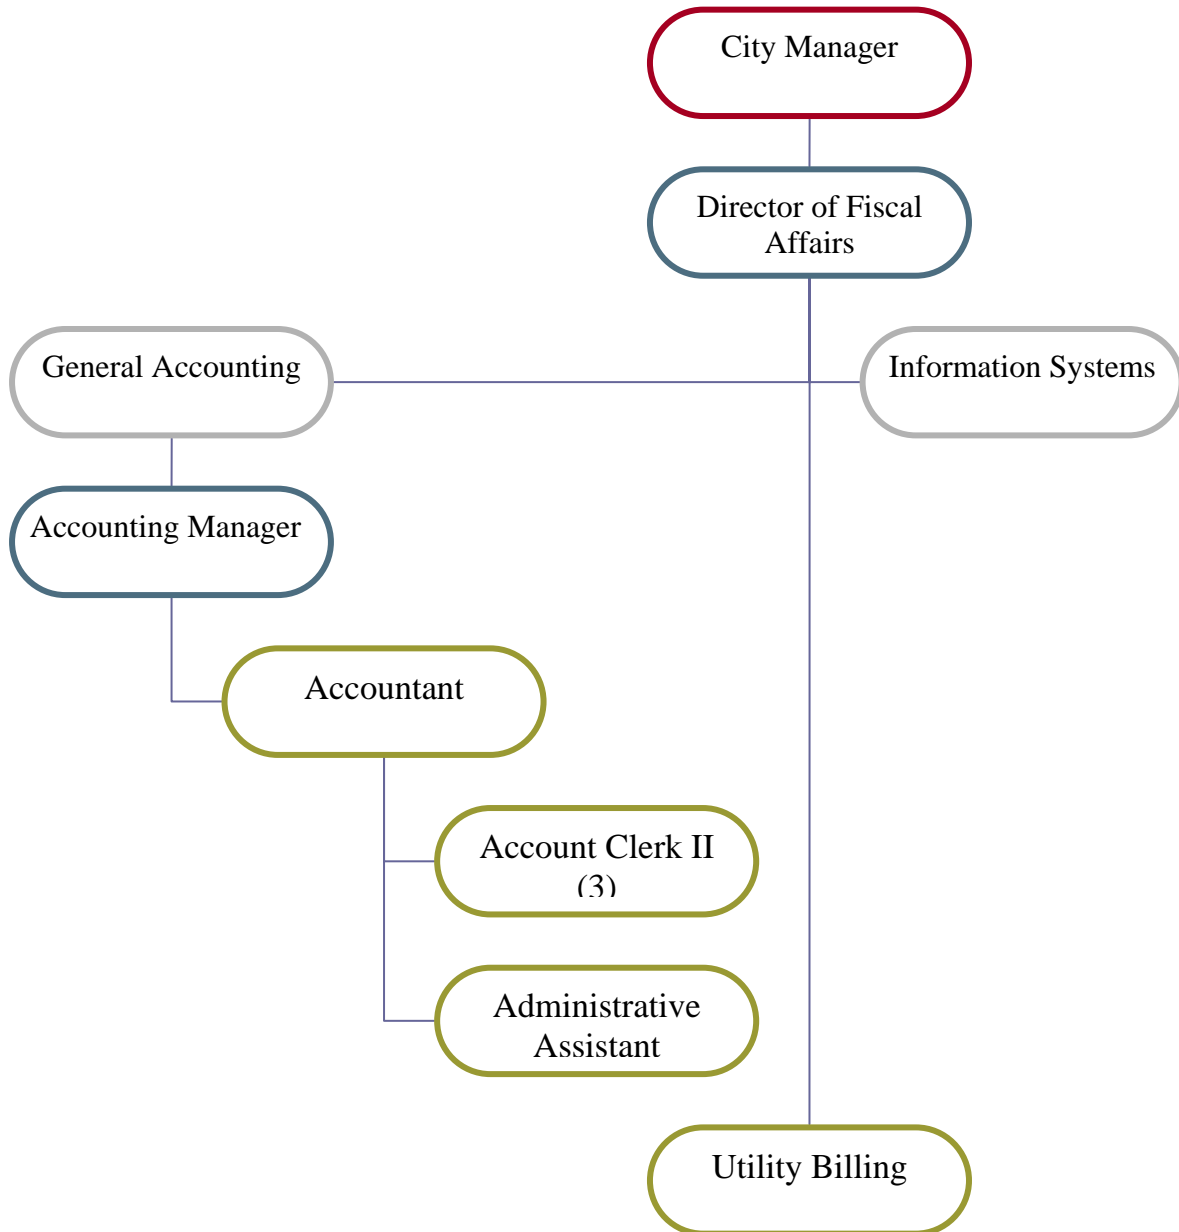 City Manager
Director of Fiscal
Affairs
General Accounting
Information Systems
Accounting Manager
Accountant
Account Clerk II
(3)
Administrative
Assistant
Utility Billing